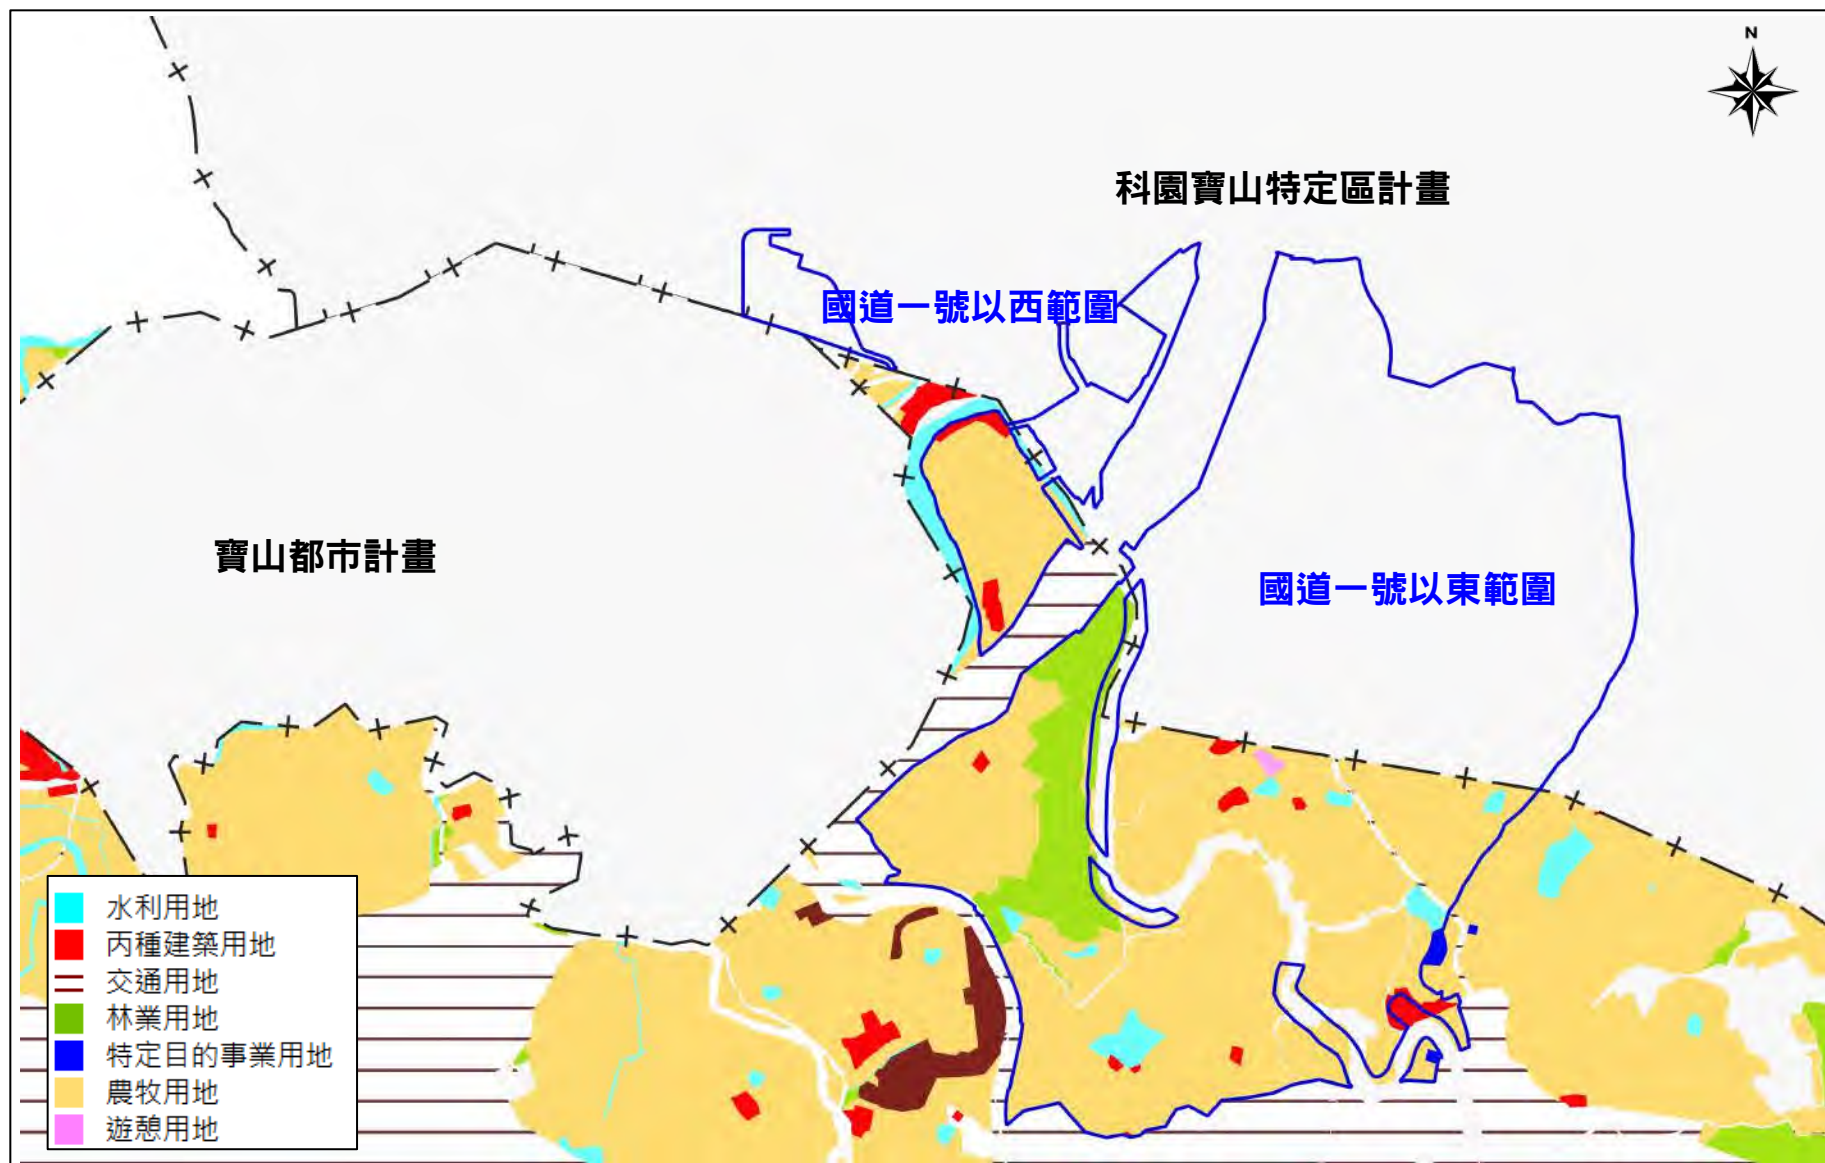 N
科園寶山特定區計畫
國道一號以西範圍
寶山都市計畫
國道一號以東範圍
水利用地
丙種建築用地
交通用地
林業用地
特定目的事業用地
農牧用地
遊憩用地